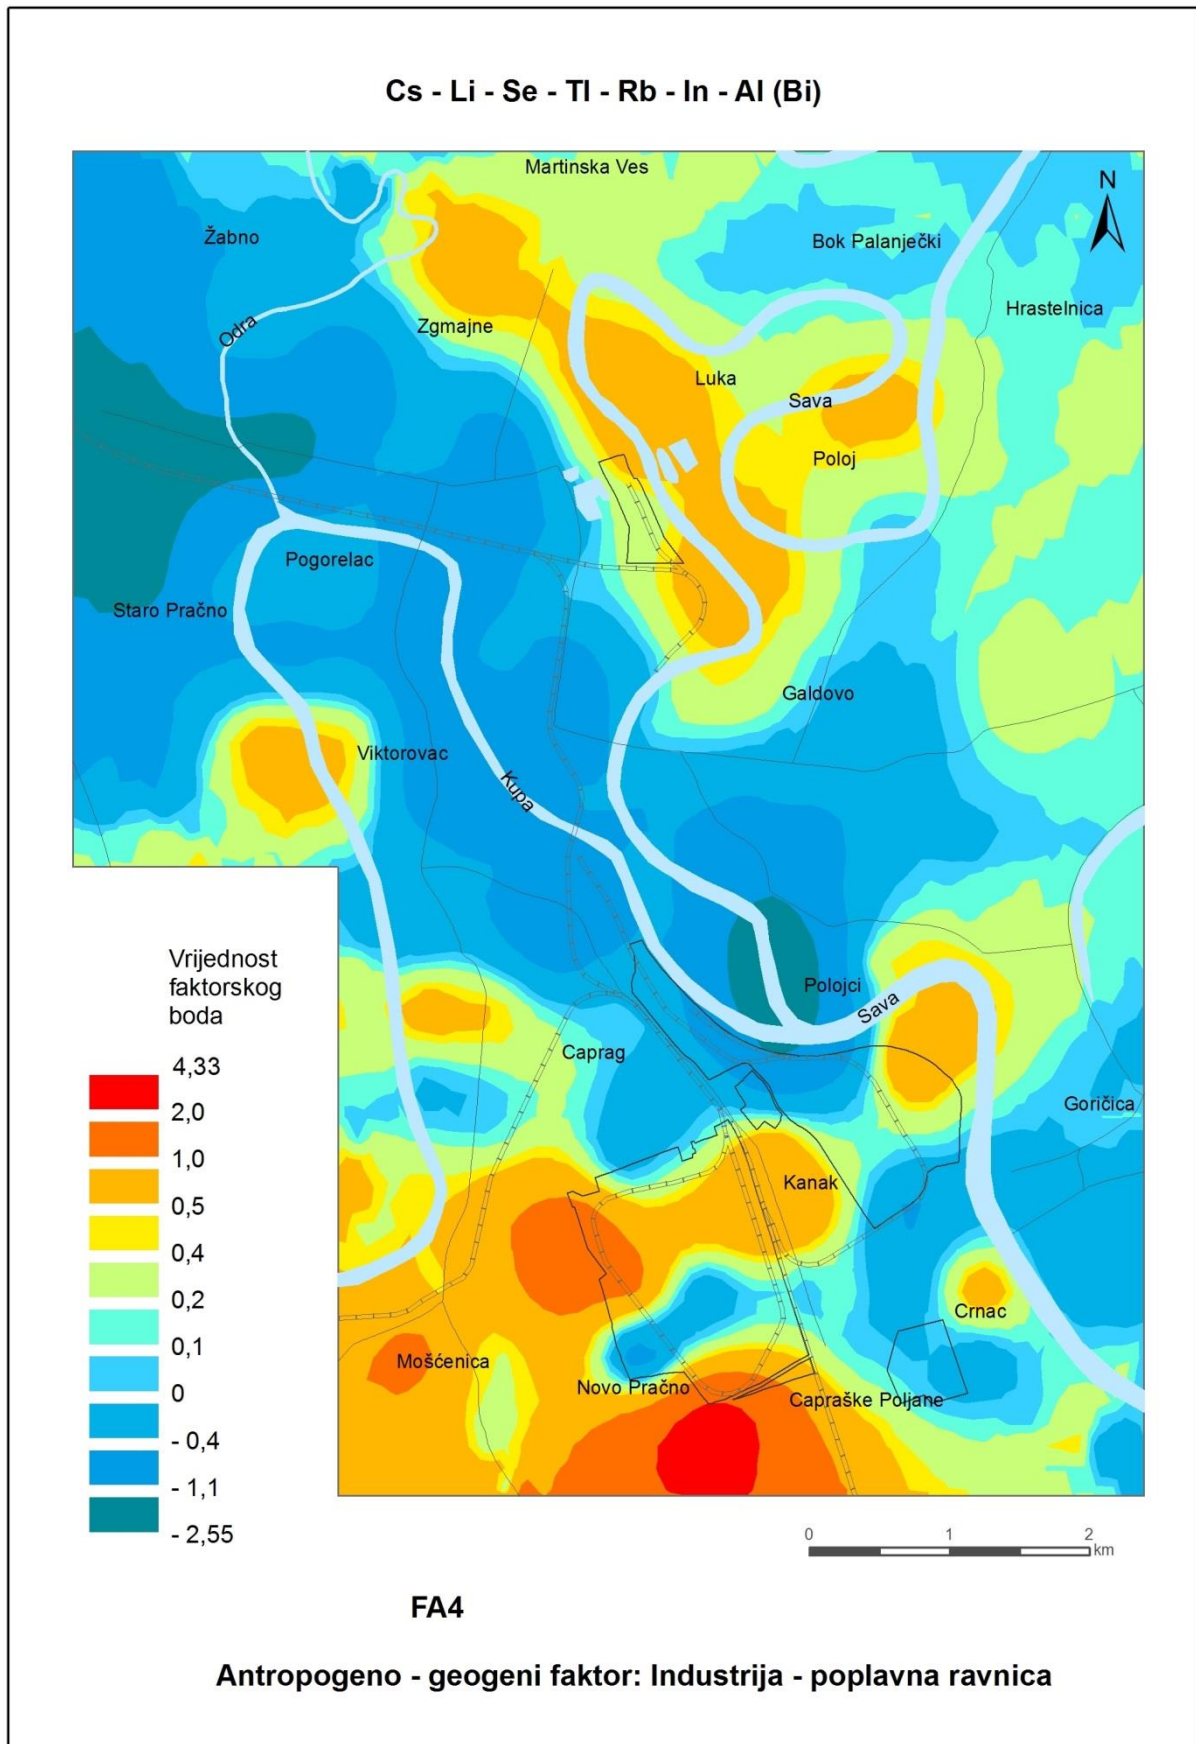 Cs - Li - Se - Tl - Rb - In - Al (Bi)
Martinska Ves
N
Žabno
Bok Palanječki
Hrastelnica
Odra
Zgmajne
Luka
Sava
Poloj
Pogorelac
Staro Pračno
Galdovo
Viktorovac
Kupa
Vrijednost
faktorskog
boda
4,33
2,0
1,0
0,5
0,4
0,2
0,1
0
- 0,4
- 1,1
- 2,55
Polojci
Sava
Caprag
Goričica
Kanak
Crnac
Mošćenica
Novo Pračno
Capraške Poljane
0 1 2
km
FA4
Antropogeno - geogeni faktor: Industrija - poplavna ravnica